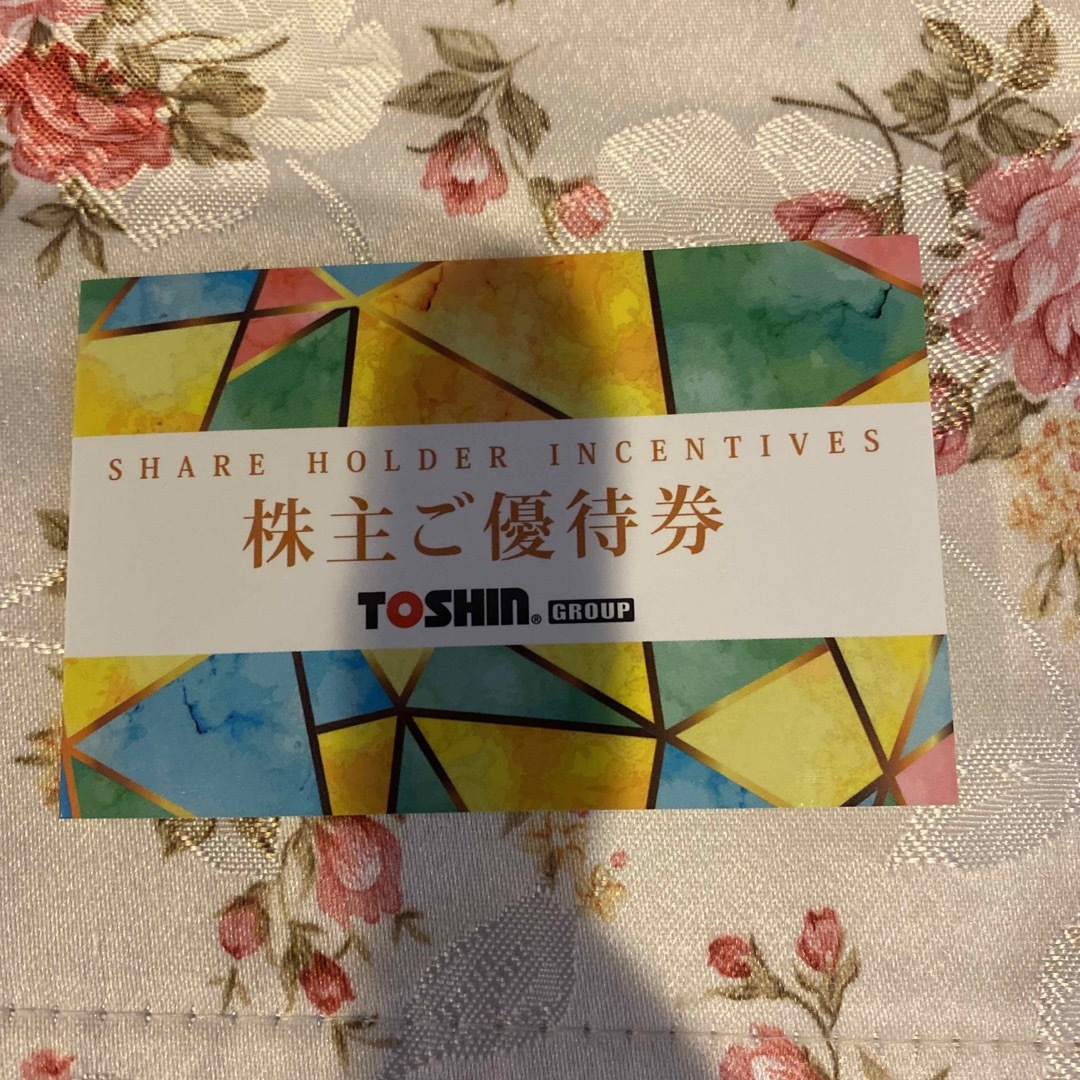 SHARE HOLDER INCENTIVES
株主ご優待券
TOSHIN® GROUP